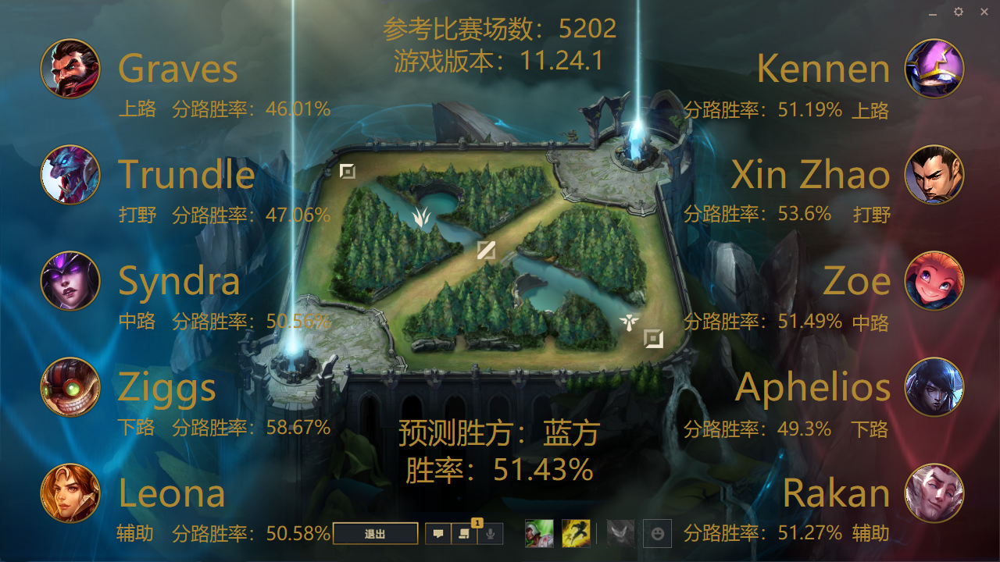 参考比赛场数：5202
游戏版本：11.24.1
Graves
上路 分路胜率：46.01%
Trundle
打野 分路胜率：47.06%
Syndra
中路 分路胜率：50.56%
Ziggs
下路 分路胜率：58.67%
Leona
辅助 分路胜率：50.58%
Kennen
分路胜率：51.19% 上路
Xin Zhao
分路胜率：53.6% 打野
Zoe
分路胜率：51.49% 中路
Aphelios
分路胜率：49.3% 下路
Rakan
分路胜率：51.27% 辅助
预测胜方：蓝方
胜率：51.43%
退出
1